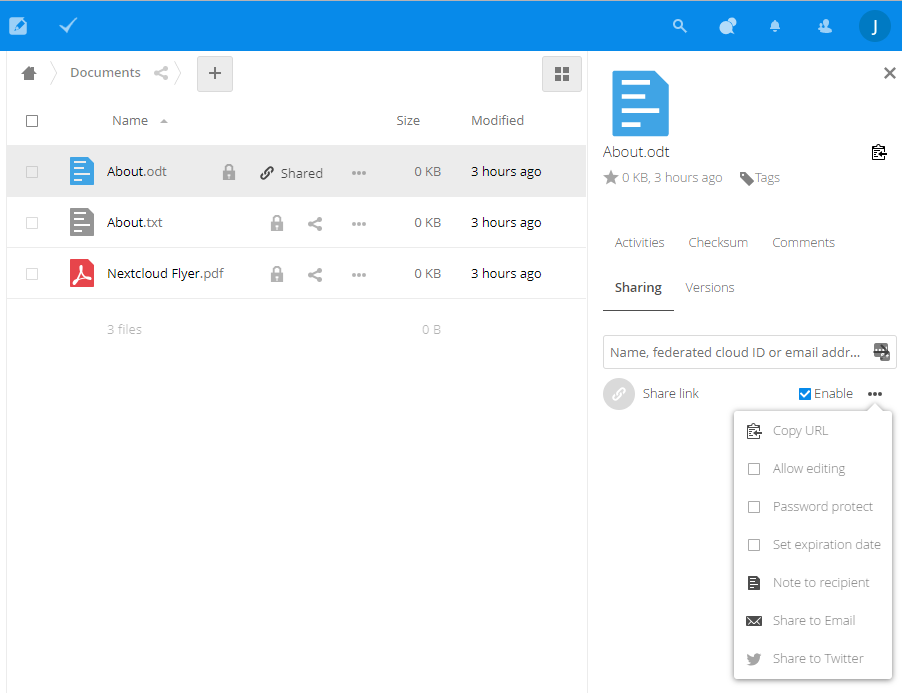 J
Documents
Name Size Modified
About.odt Shared 0 KB 3 hours ago
About.txt 0 KB 3 hours ago
Nextcloud Flyer.pdf 0 KB 3 hours ago
3 files 0 B
About.odt
0 KB, 3 hours ago Tags
Activities Checksum Comments
Sharing Versions
Name, federated cloud ID or email addr...
Share link Enable
Copy URL
Allow editing
Password protect
Set expiration date
Note to recipient
Share to Email
Share to Twitter